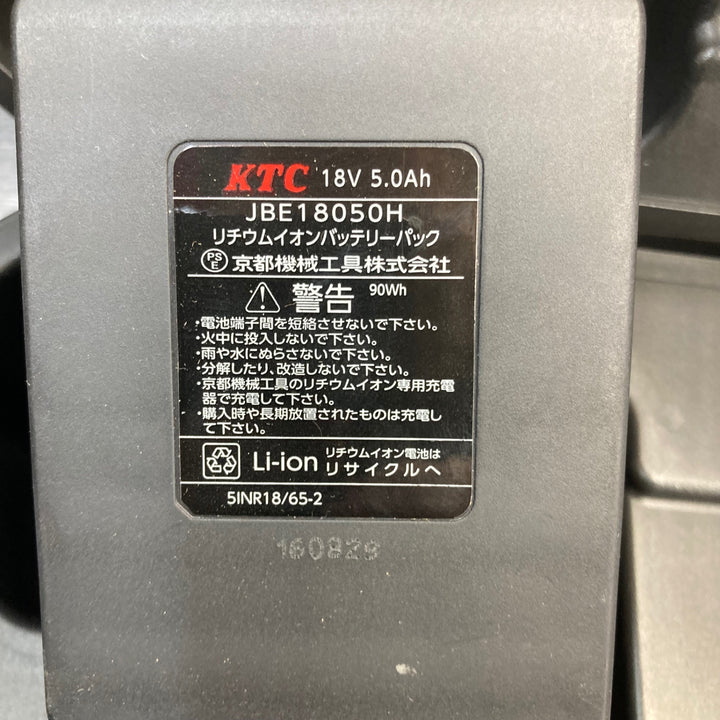 KTC 18V 5.0Ah
JBE18050H
リチウムイオンバッテリーパック
PSE 京都機械工具株式会社
警告 90Wh
・電池端子間を短絡させないで下さい。
・火中に投入しないで下さい。
・雨や水にぬらさないで下さい。
・分解したり、改造しないで下さい。
・京都機械工具のリチウムイオン専用充電
器で充電して下さい。
・購入時や長期放置されたものは充電し
て下さい。
リチウムイオン電池は
Li-ion リサイクルへ
5INR18/65-2
160829